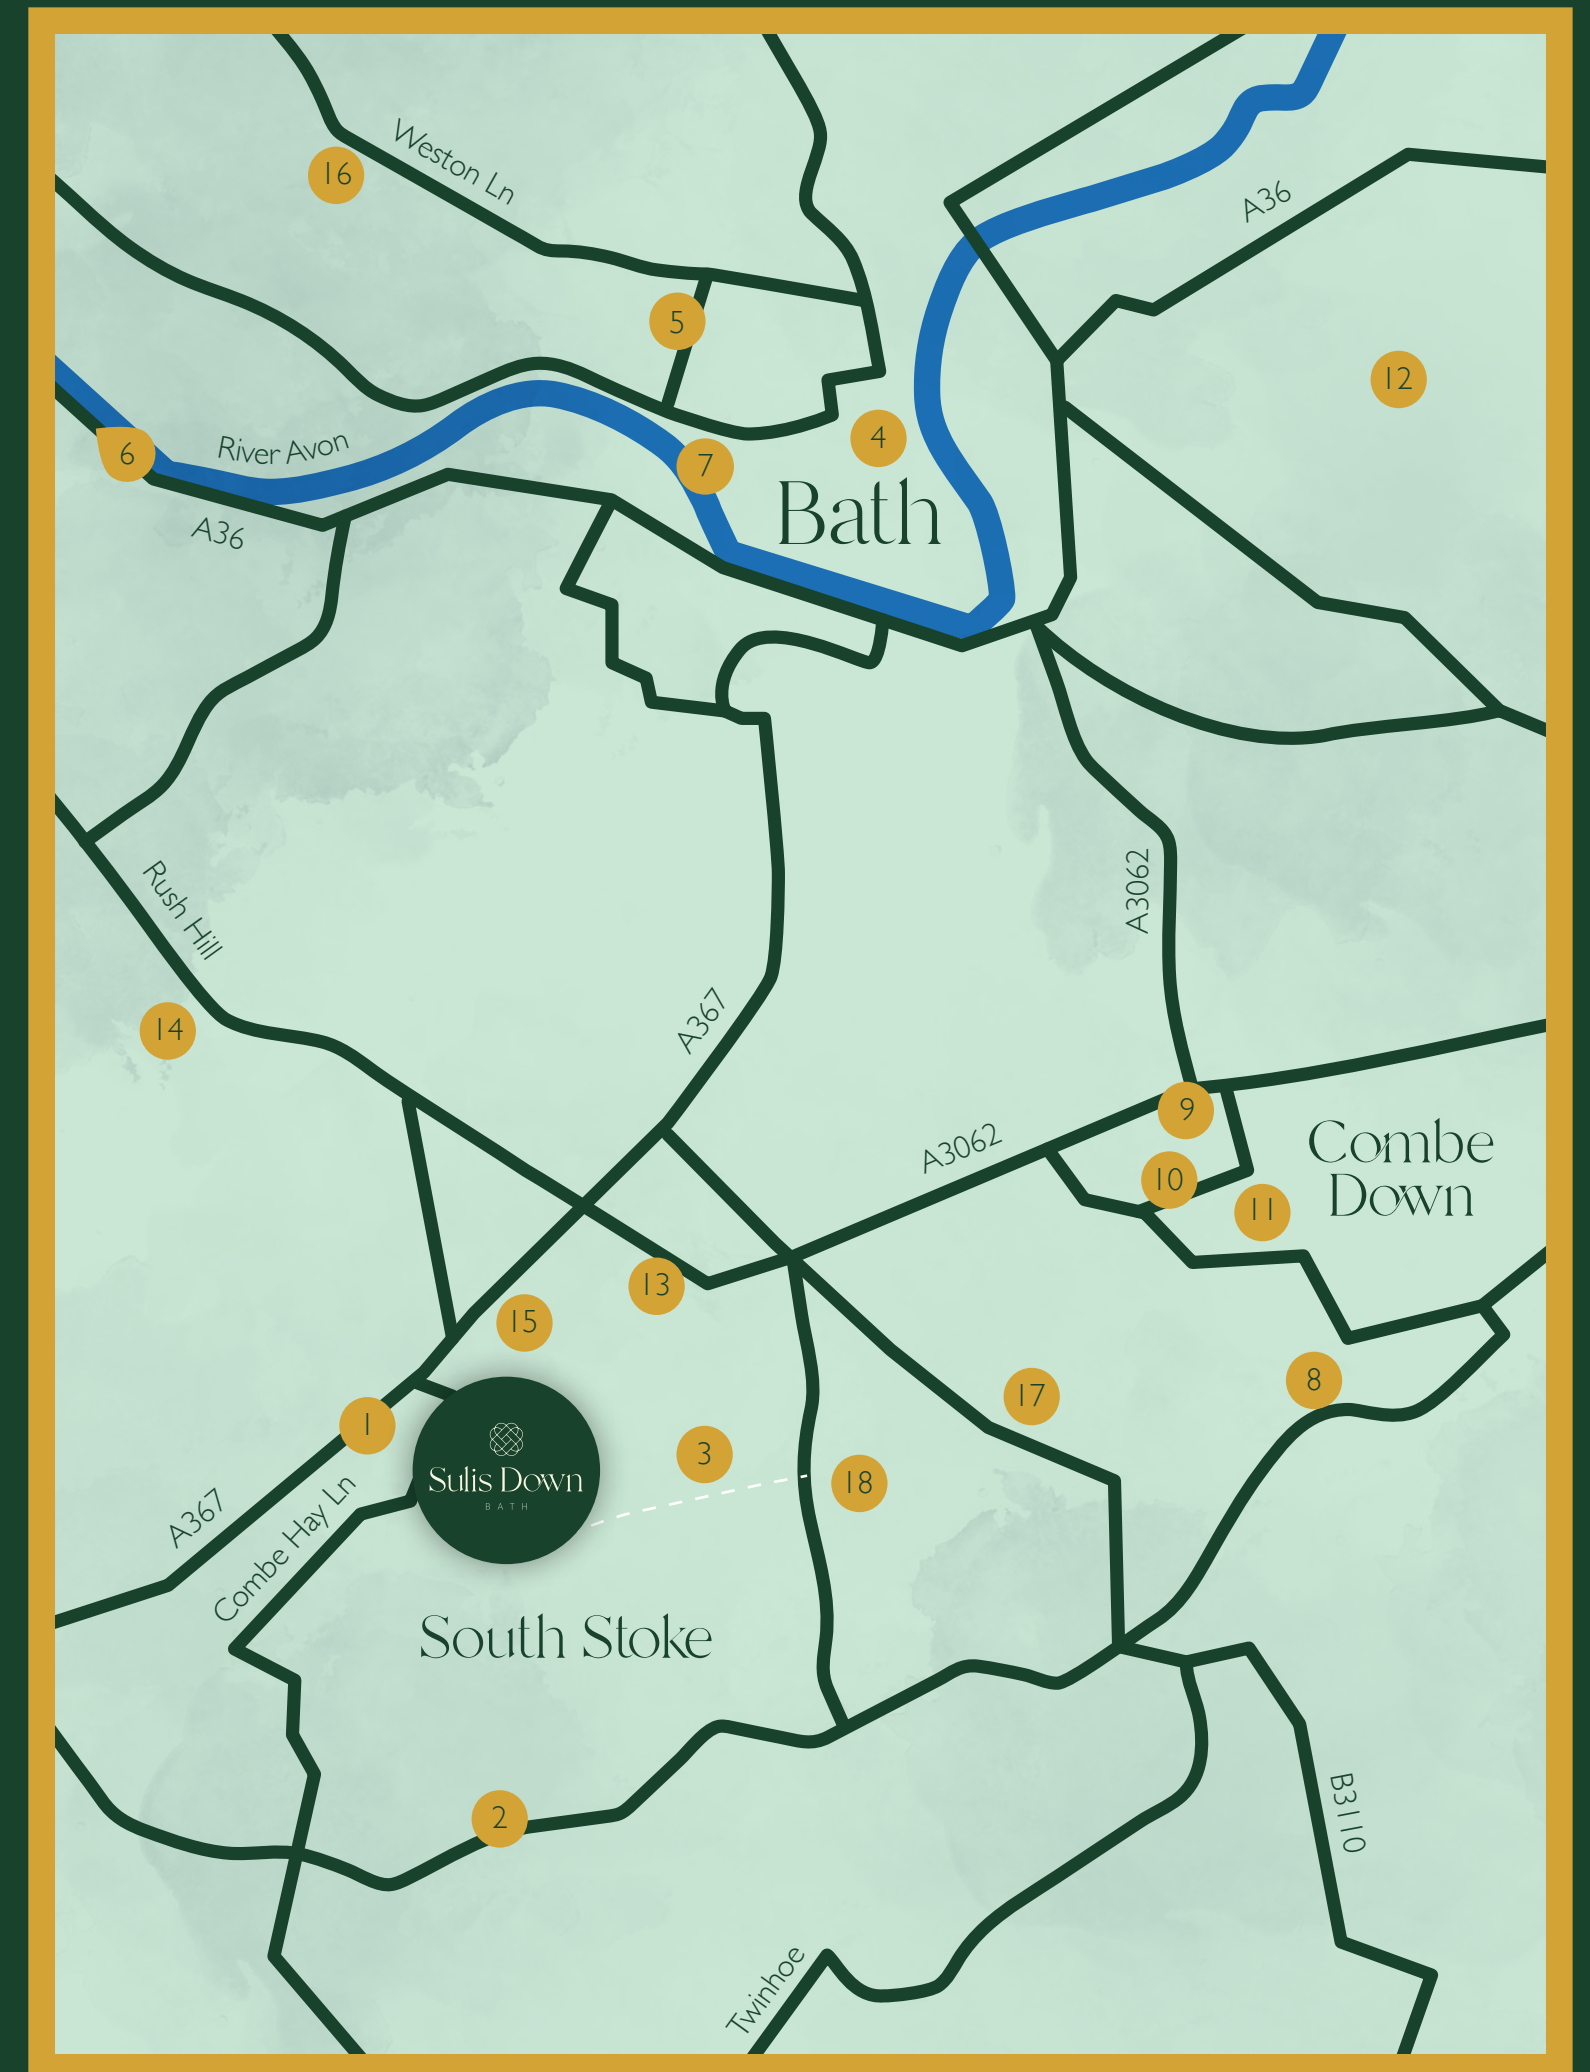 Weston Ln
16
A36
5
12
4
River Avon
6
7
Bath
A36
Rush Hill
A3062
A367
14
9
A3062
Combe
Down
10
11
13
15
8
17
1
3
Sulis Down
BATH
18
A367
Combe Hay Ln
South Stoke
2
B3110
Twinhoe